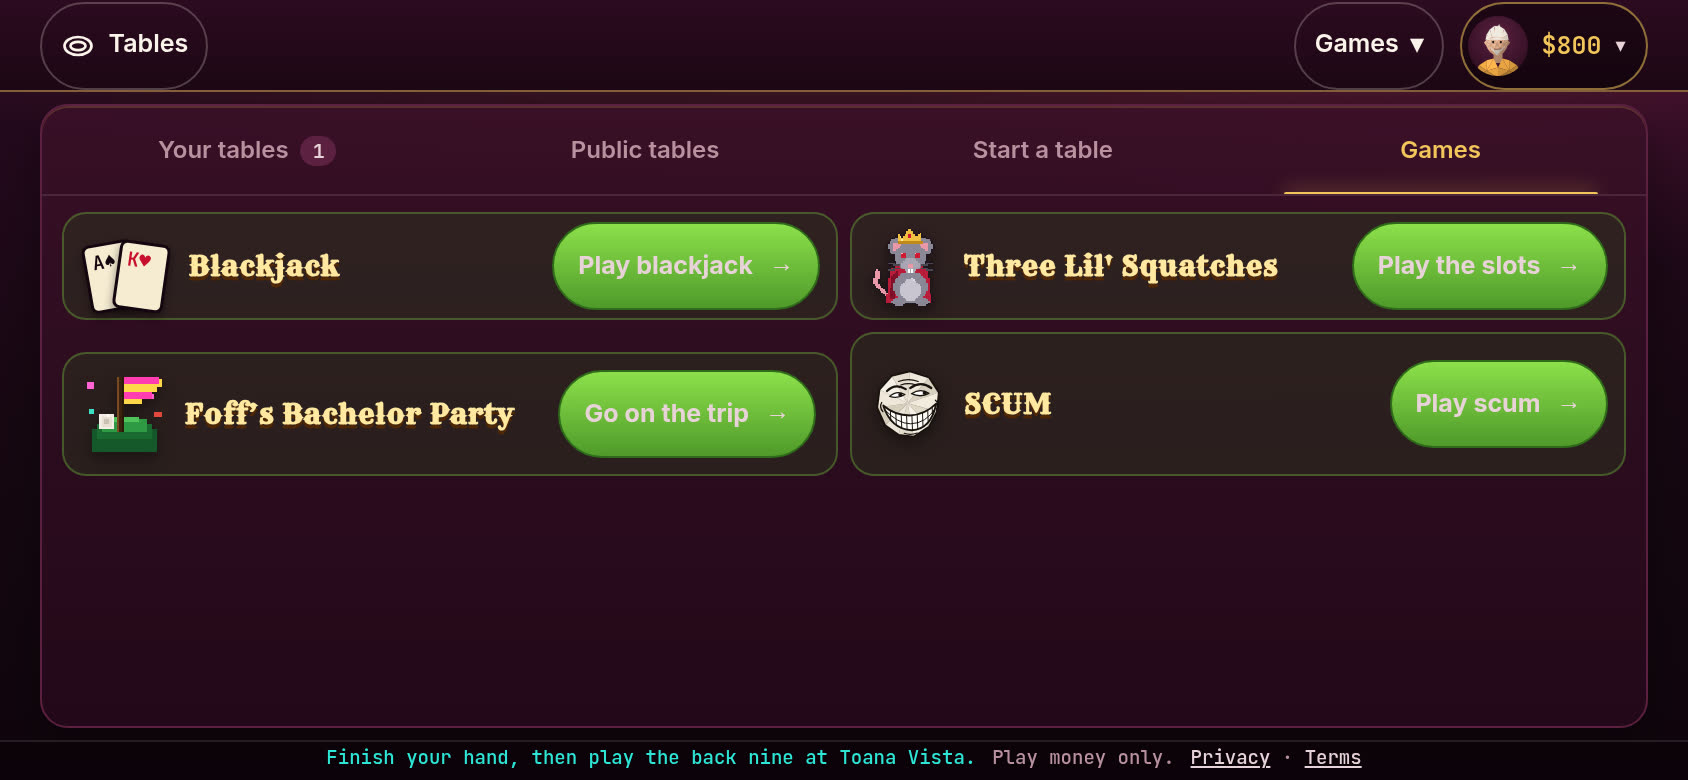 Tables
Games ▼
$800 ▼
Your tables 1
Public tables
Start a table
Games
A♠ K♥
Blackjack
Play blackjack →
Three Lil' Squatches
Play the slots →
Foff's Bachelor Party
Go on the trip →
SCUM
Play scum →
Finish your hand, then play the back nine at Toana Vista. Play money only. Privacy · Terms